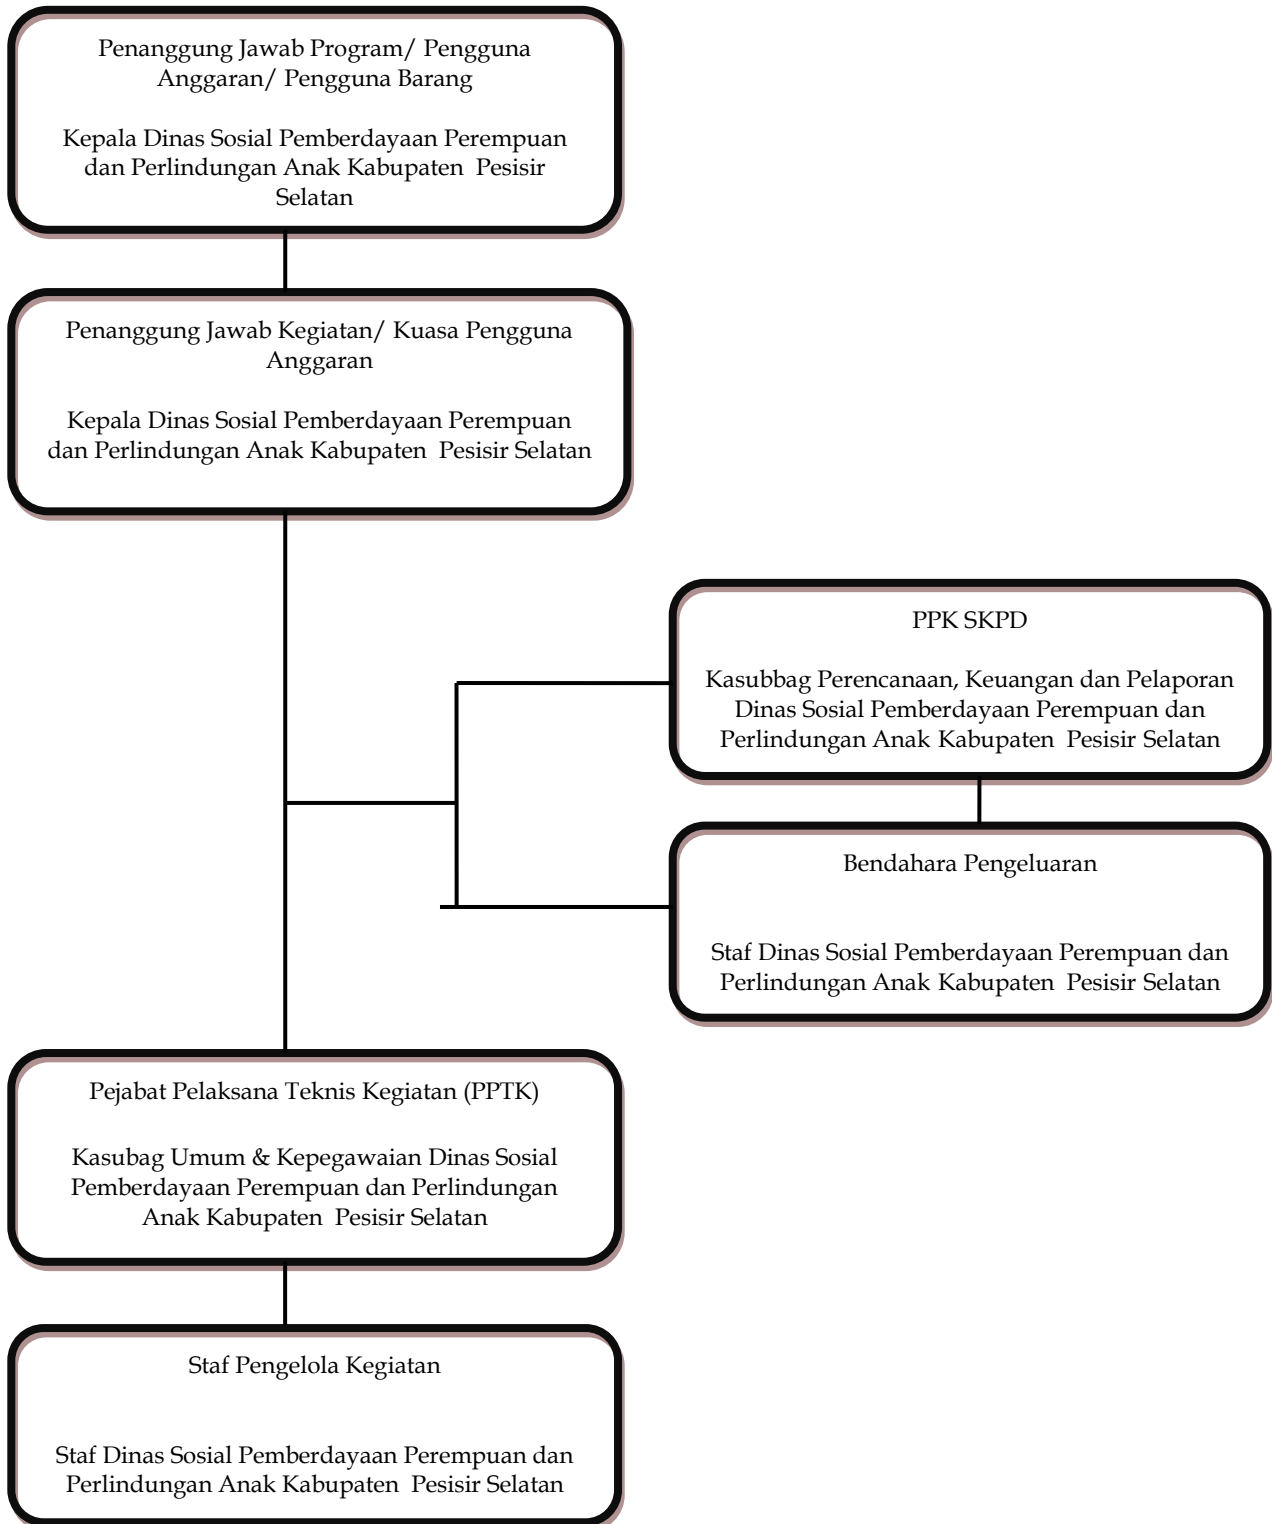 Penanggung Jawab Program/ Pengguna
Anggaran/ Pengguna Barang
Kepala Dinas Sosial Pemberdayaan Perempuan
dan Perlindungan Anak Kabupaten  Pesisir
Selatan
Penanggung Jawab Kegiatan/ Kuasa Pengguna
Anggaran
Kepala Dinas Sosial Pemberdayaan Perempuan
dan Perlindungan Anak Kabupaten  Pesisir Selatan
PPK SKPD
Kasubbag Perencanaan, Keuangan dan Pelaporan
Dinas Sosial Pemberdayaan Perempuan dan
Perlindungan Anak Kabupaten  Pesisir Selatan
Bendahara Pengeluaran
Staf Dinas Sosial Pemberdayaan Perempuan dan
Perlindungan Anak Kabupaten  Pesisir Selatan
Pejabat Pelaksana Teknis Kegiatan (PPTK)
Kasubag Umum & Kepegawaian Dinas Sosial
Pemberdayaan Perempuan dan Perlindungan
Anak Kabupaten  Pesisir Selatan
Staf Pengelola Kegiatan
Staf Dinas Sosial Pemberdayaan Perempuan dan
Perlindungan Anak Kabupaten  Pesisir Selatan